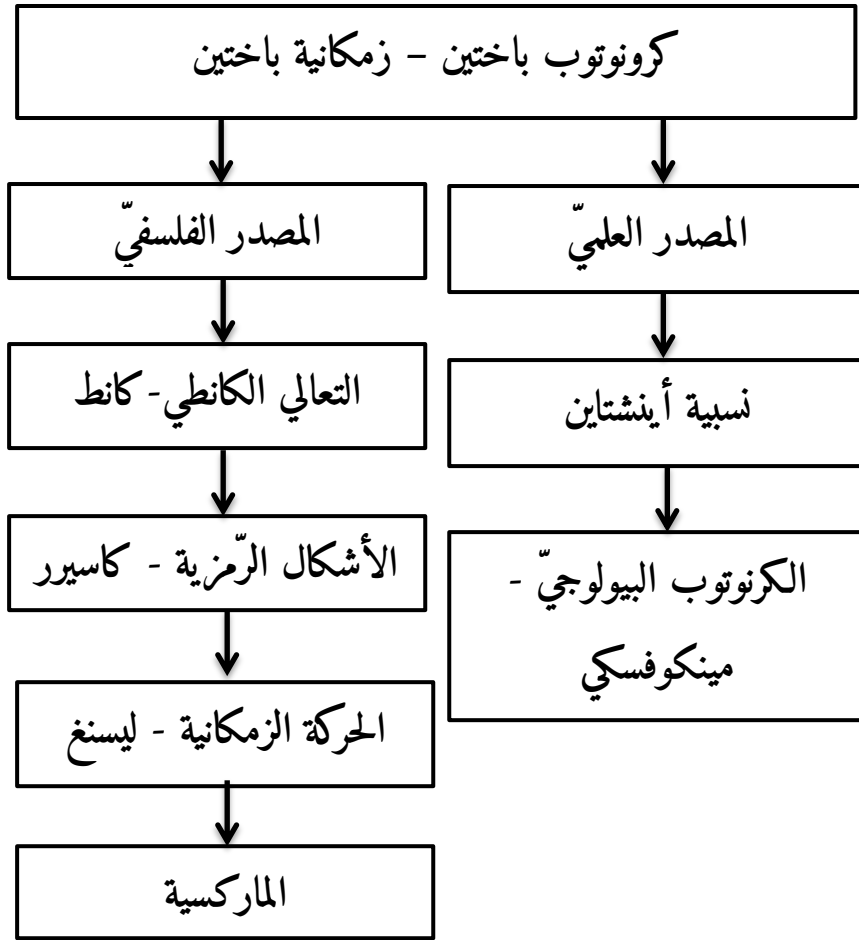 كرونوتوب باختين – زمكانية باختين
المصدر العلميّ
المصدر الفلسفيّ
نسبية أينشتاين
التعالي الكانطي- كانط
الكرنوتوب البيولوجيّ -
مينكوفسكي
الأشكال الرّمزية - كاسيرر
الحركة الزمكانية - ليسنغ
الماركسية